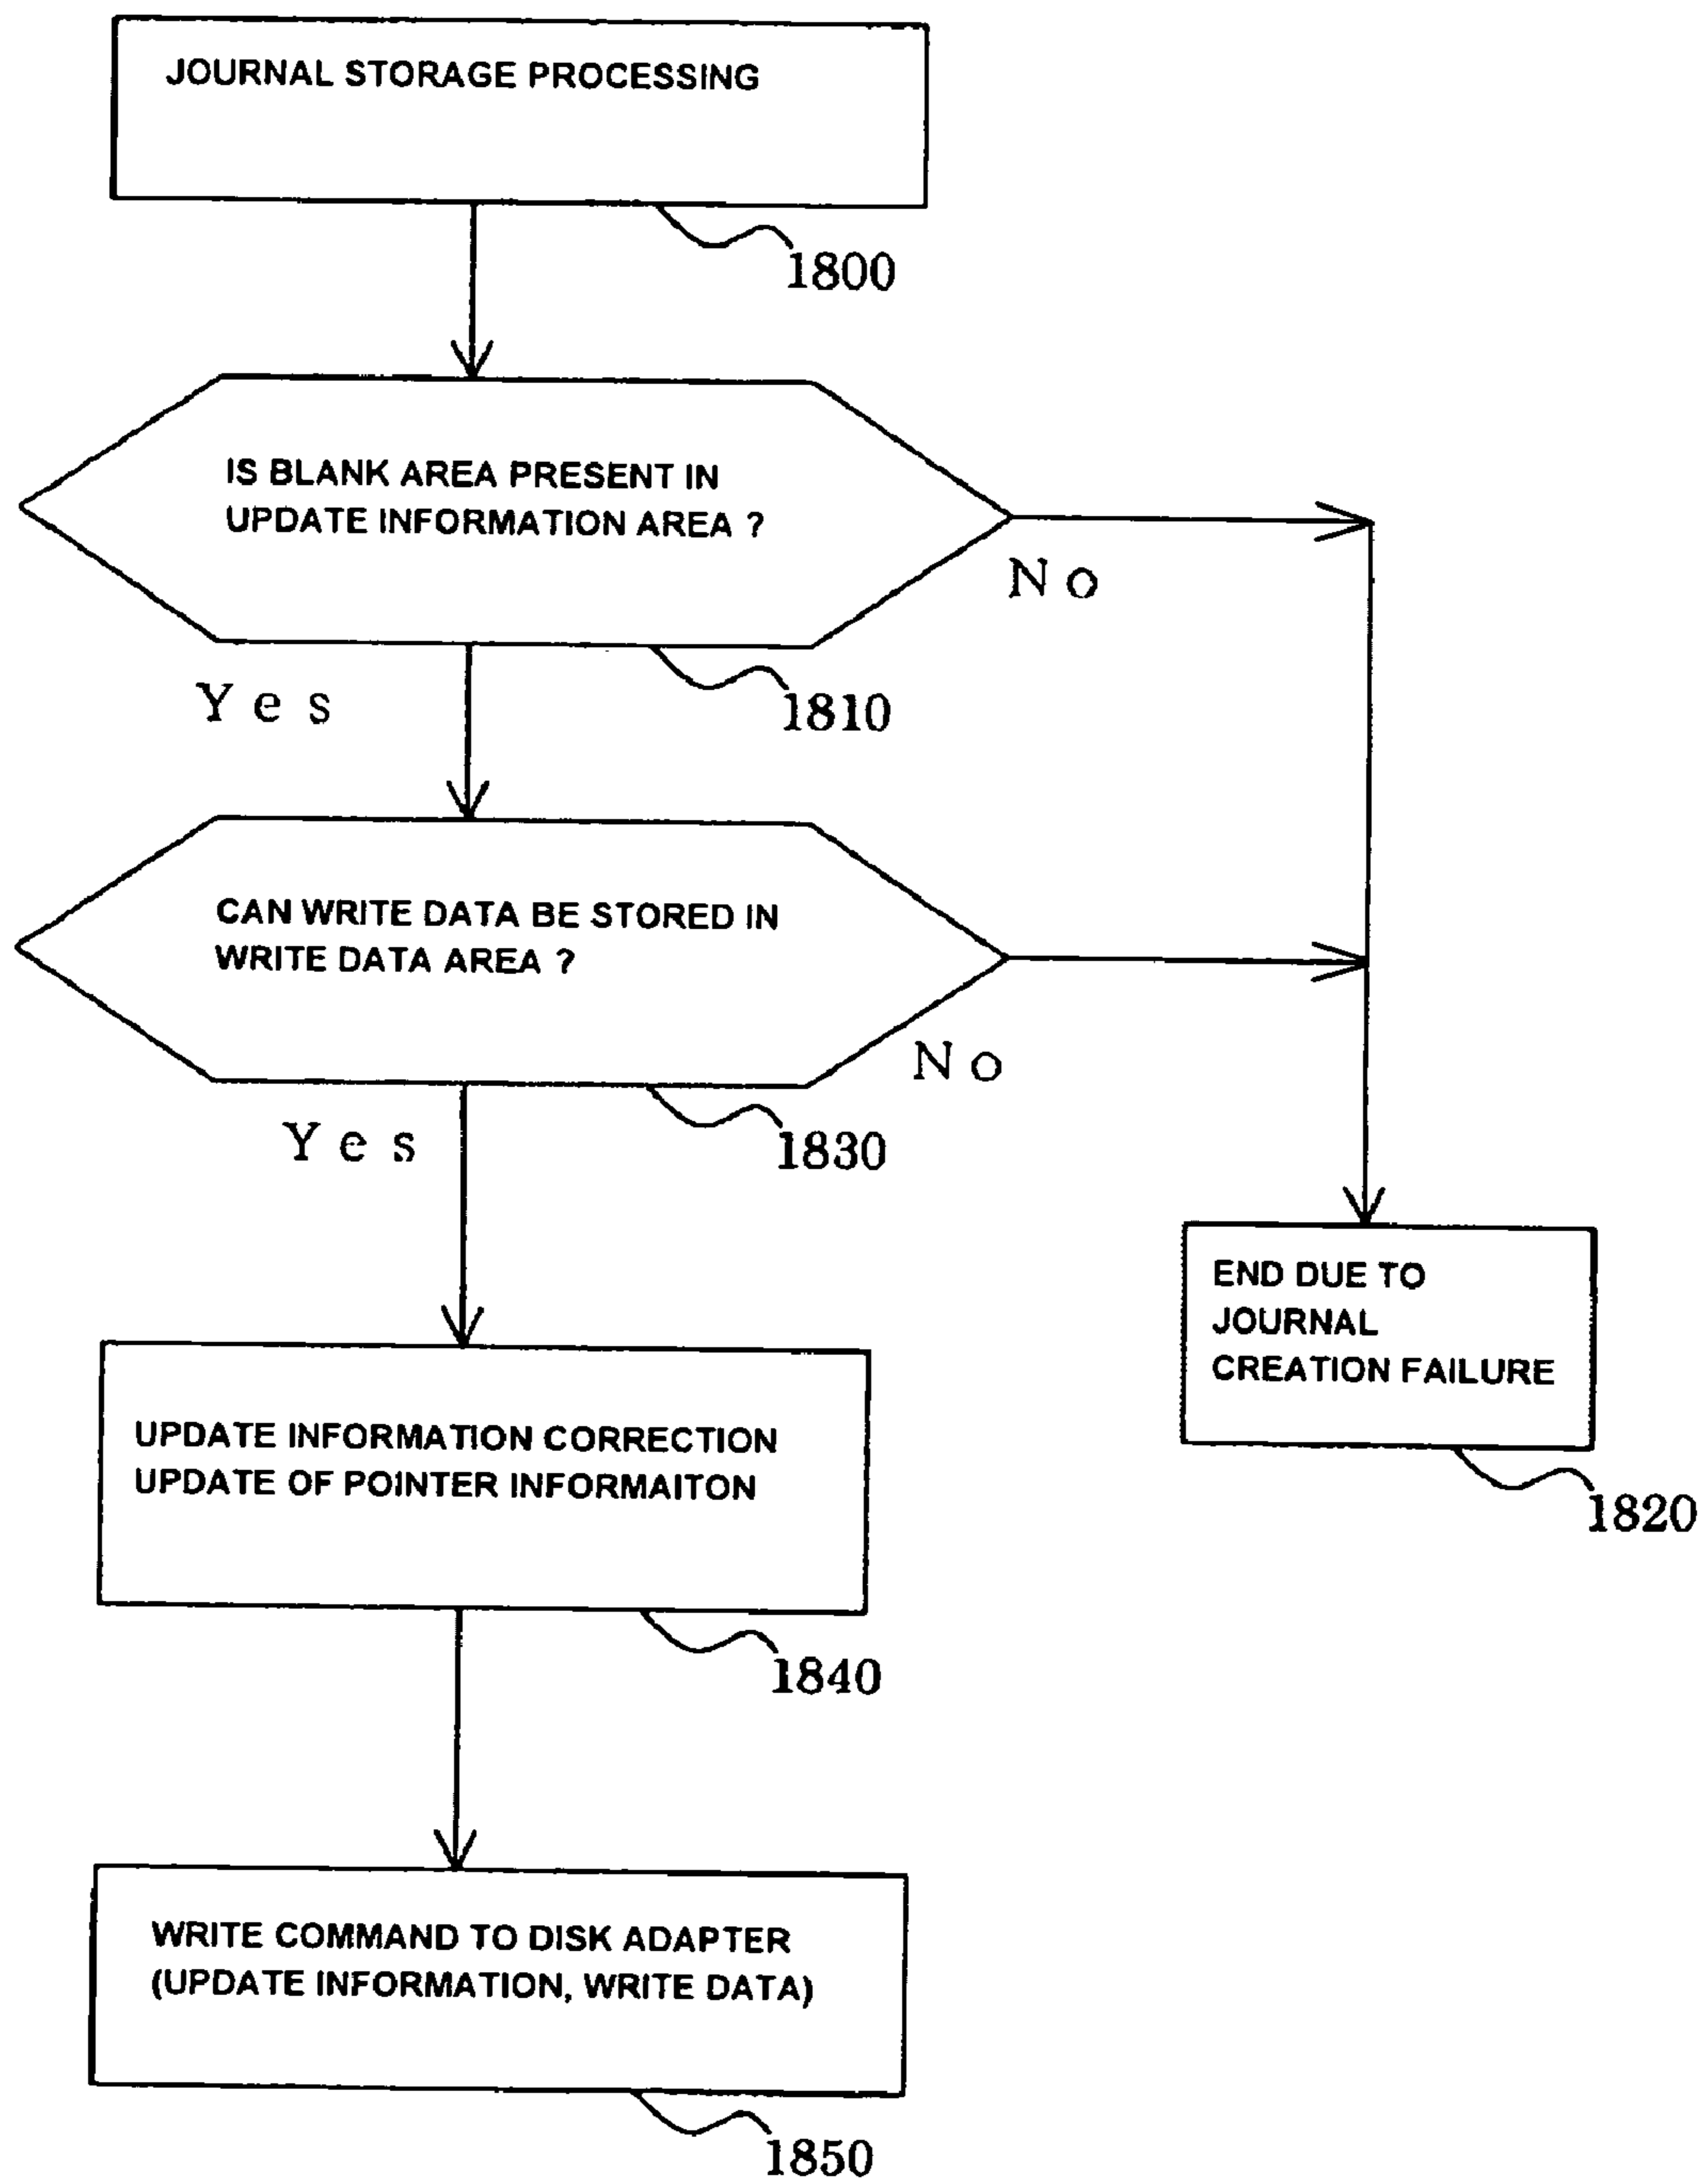 JOURNAL STORAGE PROCESSING
1800
IS BLANK AREA PRESENT IN
UPDATE INFORMATION AREA ?
No
Yes
1810
CAN WRITE DATA BE STORED IN
WRITE DATA AREA ?
No
Yes
1830
END DUE TO
JOURNAL
CREATION FAILURE
1820
UPDATE INFORMATION CORRECTION
UPDATE OF POINTER INFORMAITON
1840
WRITE COMMAND TO DISK ADAPTER
(UPDATE INFORMATION, WRITE DATA)
1850